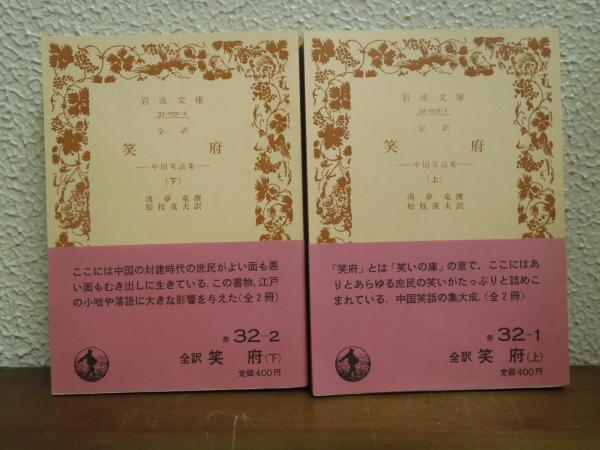 岩波文庫
32-032-2
全訳
笑府
―中国笑話集―
(下)
馮夢竜撰
松枝茂夫訳
ここには中国の封建時代の庶民がよい面も悪
い面もむき出しに生きている.この書物,江戸
の小咄や落語に大きな影響を与えた(全2冊)
赤 32-2
全訳 笑府(下)
定価400円
岩波文庫
32-032-1
全訳
笑府
―中国笑話集―
(上)
馮夢竜撰
松枝茂夫訳
「笑府」とは「笑いの庫」の意で,ここにはあ
りとあらゆる庶民の笑いがたっぷりと詰めこ
まれている.中国笑話の集大成.(全2冊)
赤 32-1
全訳 笑府(上)
定価400円